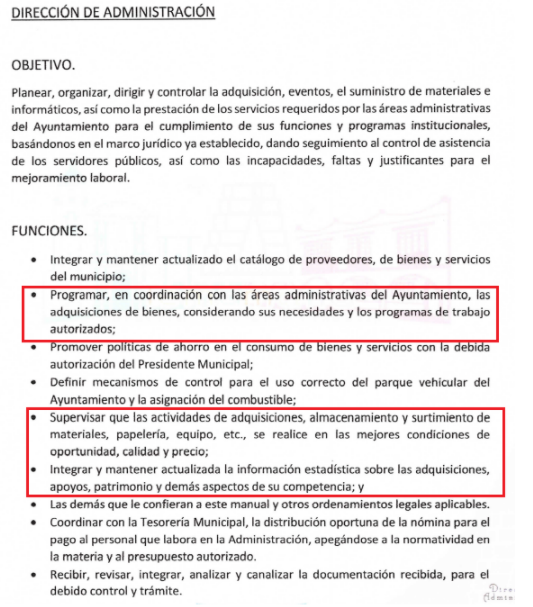 DIRECCIÓN DE ADMINISTRACIÓN
OBJETIVO.
Planear, organizar, dirigir y controlar la adquisición, eventos, el suministro de materiales e
informáticos, así como la prestación de los servicios requeridos por las áreas administrativas
del Ayuntamiento para el cumplimiento de sus funciones y programas institucionales,
basándonos en el marco jurídico ya establecido, dando seguimiento al control de asistencia
de los servidores públicos, así como las incapacidades, faltas y justificantes para el
mejoramiento laboral.
FUNCIONES.
• Integrar y mantener actualizado el catálogo de proveedores, de bienes y servicios
del municipio;
• Programar, en coordinación con las áreas administrativas del Ayuntamiento, las
adquisiciones de bienes, considerando sus necesidades y los programas de trabajo
autorizados;
• Promover políticas de ahorro en el consumo de bienes y servicios con la debida
autorización del Presidente Municipal;
• Definir mecanismos de control para el uso correcto del parque vehicular del
Ayuntamiento y la asignación del combustible;
• Supervisar que las actividades de adquisiciones, almacenamiento y surtimiento de
materiales, papelería, equipo, etc., se realice en las mejores condiciones de
oportunidad, calidad y precio;
• Integrar y mantener actualizada la información estadística sobre las adquisiciones,
apoyos, patrimonio y demás aspectos de su competencia; y
• Las demás que le confieran a este manual y otros ordenamientos legales aplicables.
• Coordinar con la Tesorería Municipal, la distribución oportuna de la nómina para el
pago al personal que labora en la Administración, apegándose a la normatividad en
la materia y al presupuesto autorizado.
• Recibir, revisar, integrar, analizar y canalizar la documentación recibida, para el
debido control y trámite.
Dire
Admin